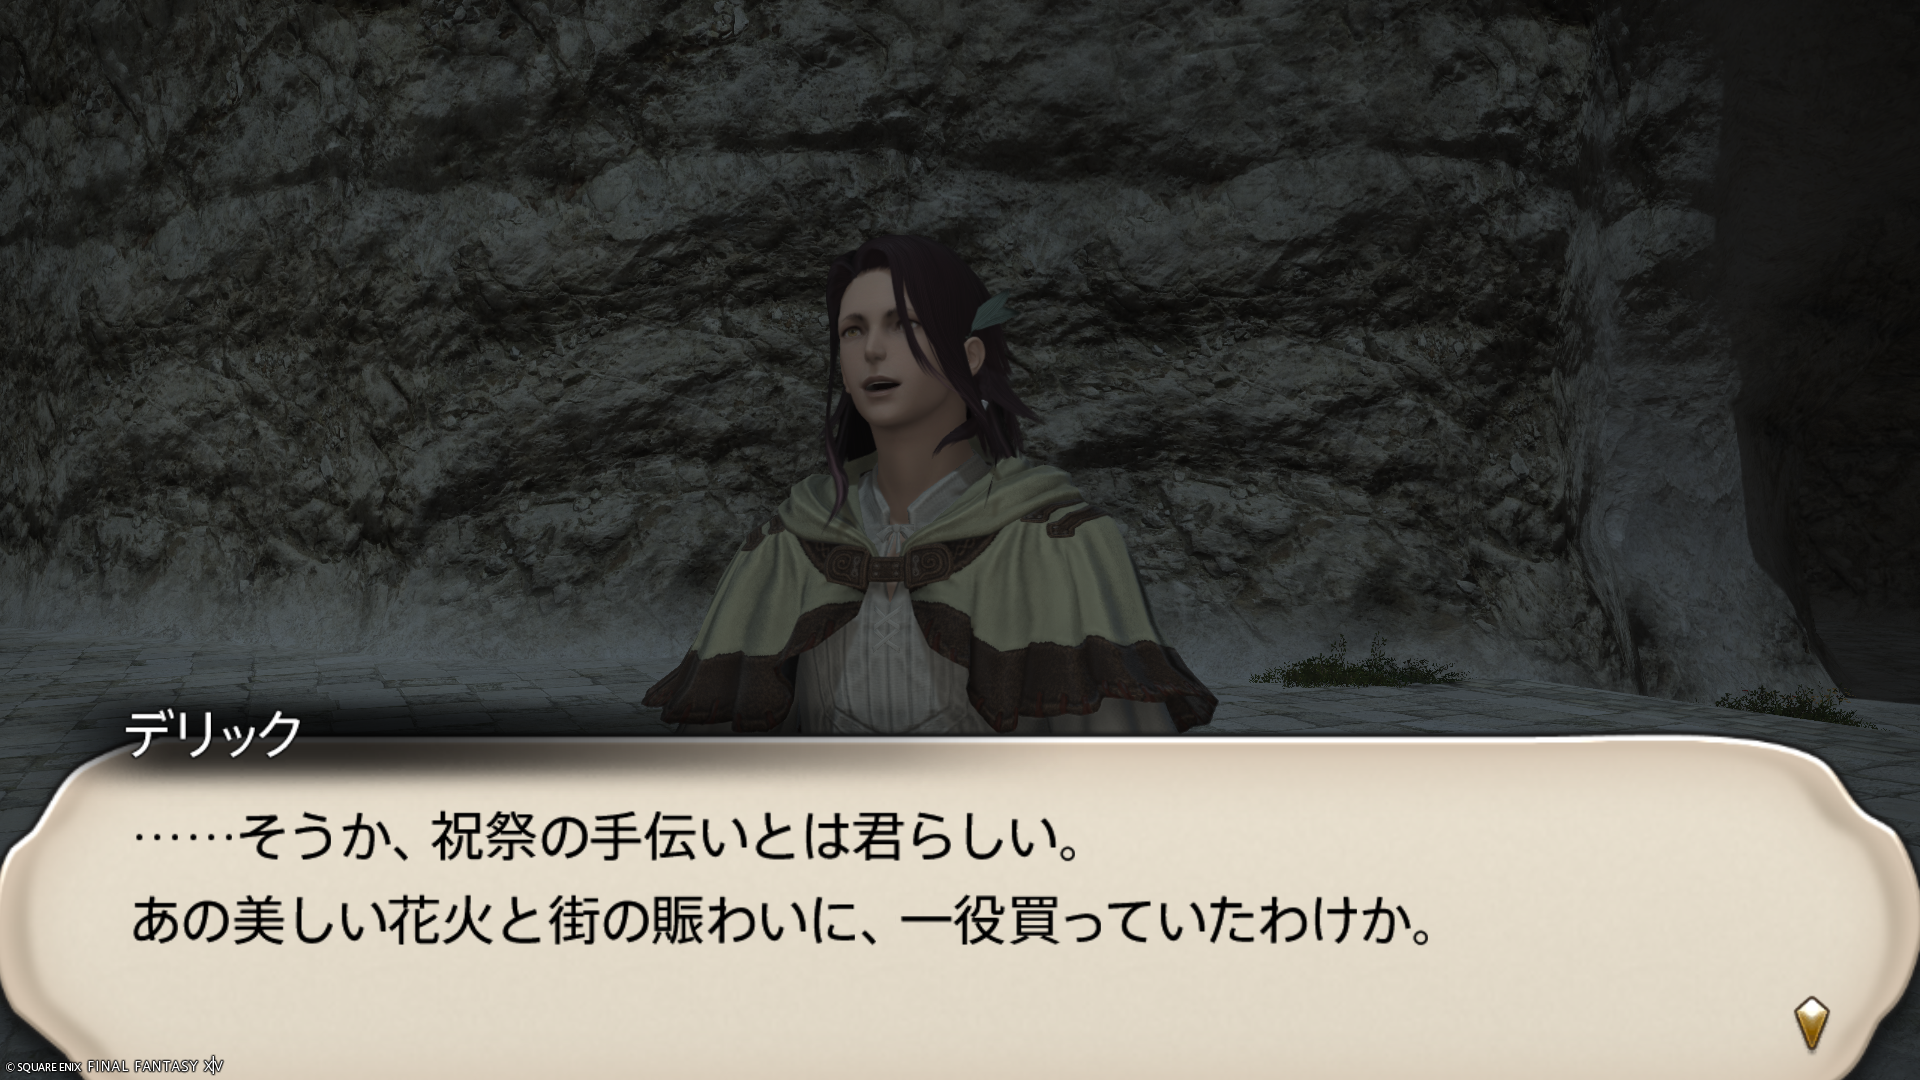 デリック
……そうか、祝祭の手伝いとは君らしい。
あの美しい花火と街の賑わいに、一役買っていたわけか。
© SQUARE ENIX FINAL FANTASY XIV